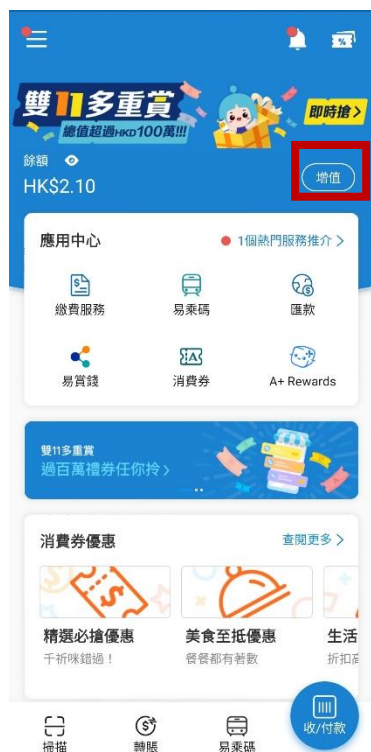 雙11多重賞
總值超過HKD100萬!!!
即時搶>
餘額
HK$2.10
增值
應用中心
1個熱門服務推介 >
繳費服務
易乘碼
匯款
易賞錢
消費券
A+ Rewards
雙11多重賞
過百萬禮券任你拎 >
消費券優惠
查閱更多 >
精選必搶優惠
美食至抵優惠
生活
千祈咪錯過！
餐餐都有著數
折扣高
掃描
轉賬
易乘碼
收/付款